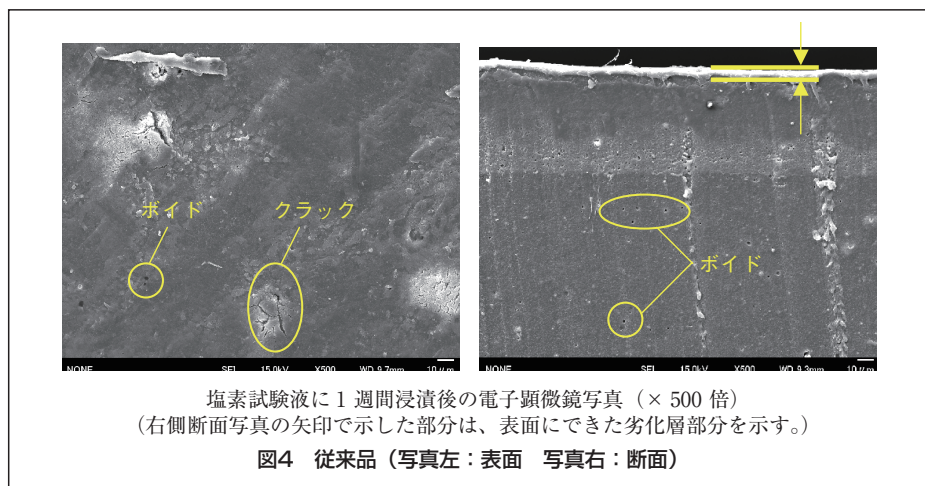 ボイド
クラック
ボイド
NONE SEI 15.0kV X500 WD 9.7mm 10μm
NONE SEI 15.0kV X500 WD 9.3mm 10μm
塩素試験液に1週間浸漬後の電子顕微鏡写真（× 500 倍）
（右側断面写真の矢印で示した部分は、表面にできた劣化層部分を示す。）
図4 従来品（写真左：表面 写真右：断面）